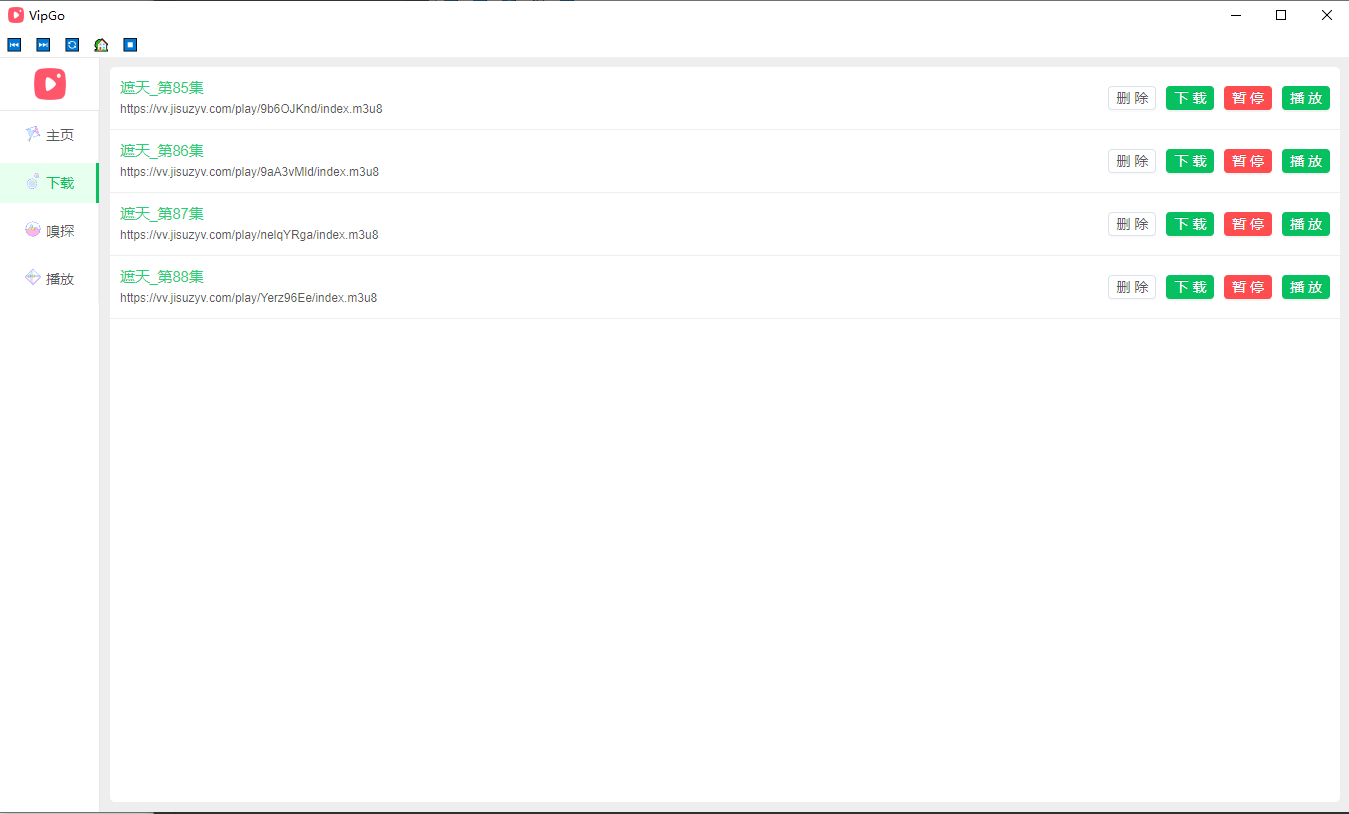 VipGo
主页
下载
嗅探
播放
遮天_第85集
https://vv.jisuzyv.com/play/9b6OJKnd/index.m3u8
删 除 下 载 暂 停 播 放
遮天_第86集
https://vv.jisuzyv.com/play/9aA3vMld/index.m3u8
删 除 下 载 暂 停 播 放
遮天_第87集
https://vv.jisuzyv.com/play/nelqYRga/index.m3u8
删 除 下 载 暂 停 播 放
遮天_第88集
https://vv.jisuzyv.com/play/Yerz96Ee/index.m3u8
删 除 下 载 暂 停 播 放